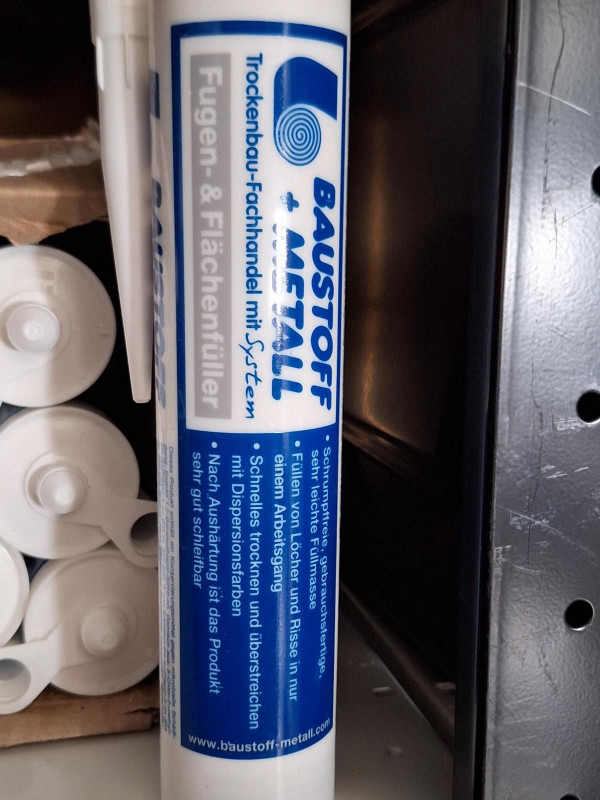 BAUSTOFF
+ METALL
Trockenbau-Fachhandel mit System
Fugen- & Flächenfüller
• Schrumpffreie, gebrauchsfertige,
sehr leichte Füllmasse
• Füllen von Löcher und Risse in nur
einem Arbeitsgang
• Schnelles trocknen und überstreichen
mit Dispersionsfarben
• Nach Aushärtung ist das Produkt
sehr gut schleifbar
www.baustoff-metall.com